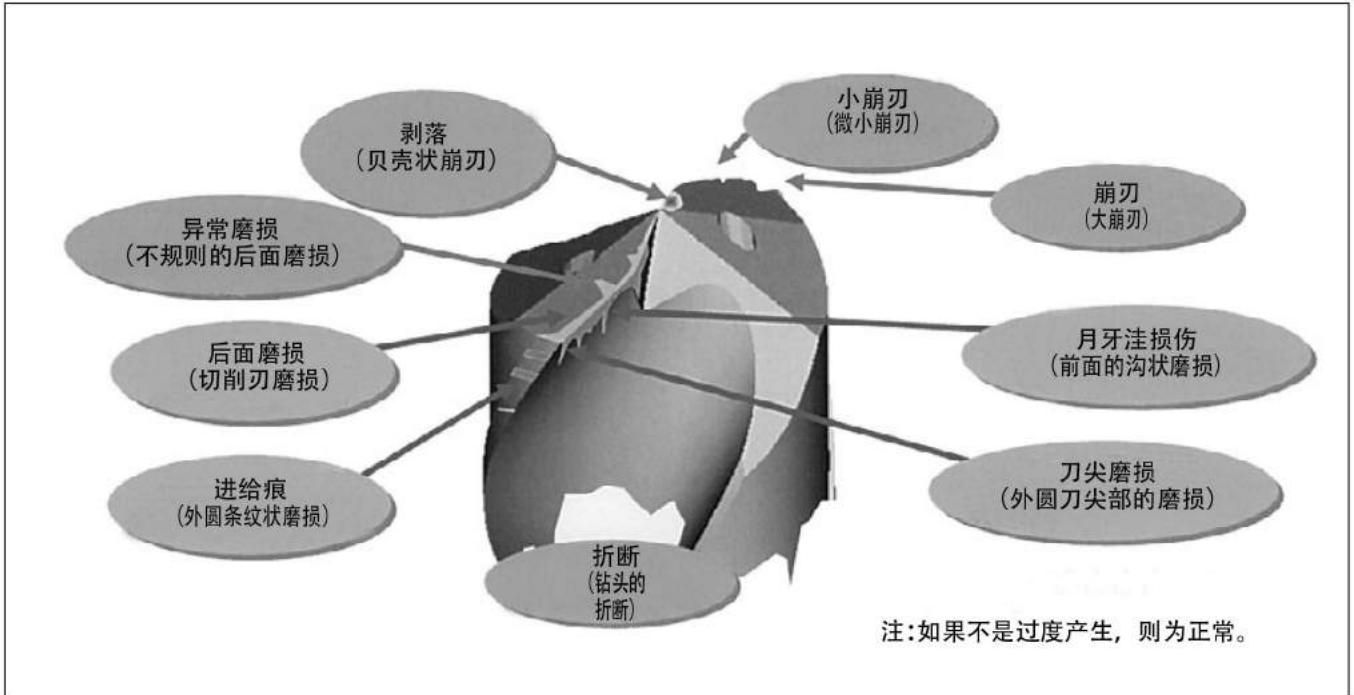 小崩刃
(微小崩刃)
剥落
(贝壳状崩刃)
崩刃
(大崩刃)
异常磨损
(不规则的后面磨损)
后面磨损
(切削刃磨损)
月牙洼损伤
(前面的沟状磨损)
进给痕
(外圆条纹状磨损)
刀尖磨损
(外圆刀尖部的磨损)
折断
(钻头的
折断)
注:如果不是过度产生，则为正常。